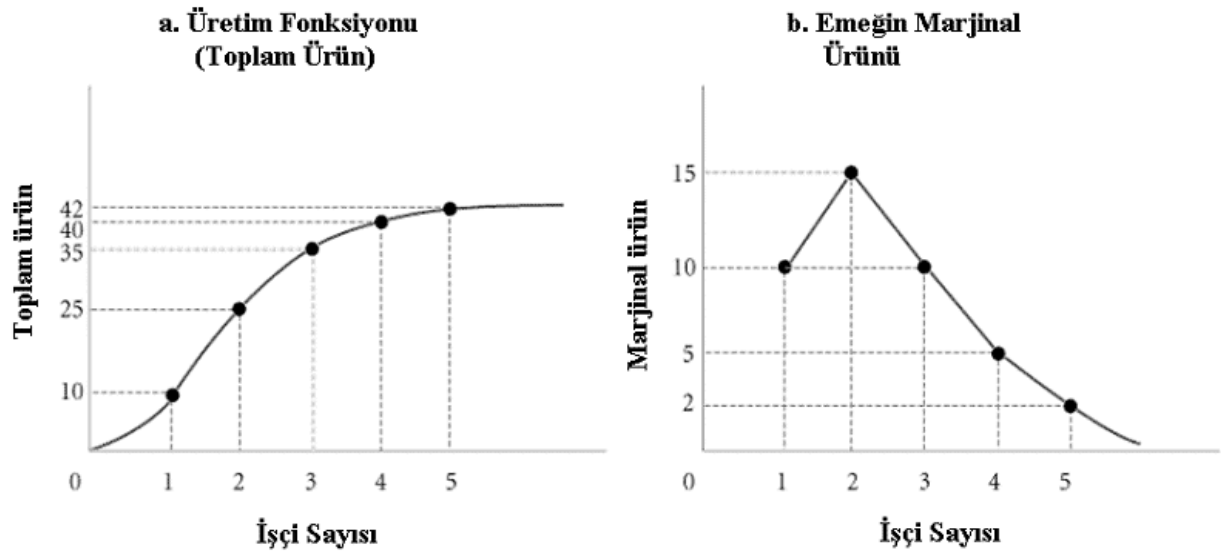 a. Üretim Fonksiyonu
(Toplam Ürün)
Toplam ürün
42
40
35
25
10
0 1 2 3 4 5
İşçi Sayısı
b. Emeğin Marjinal
Ürünü
Marjinal ürün
15
10
5
2
0 1 2 3 4 5
İşçi Sayısı